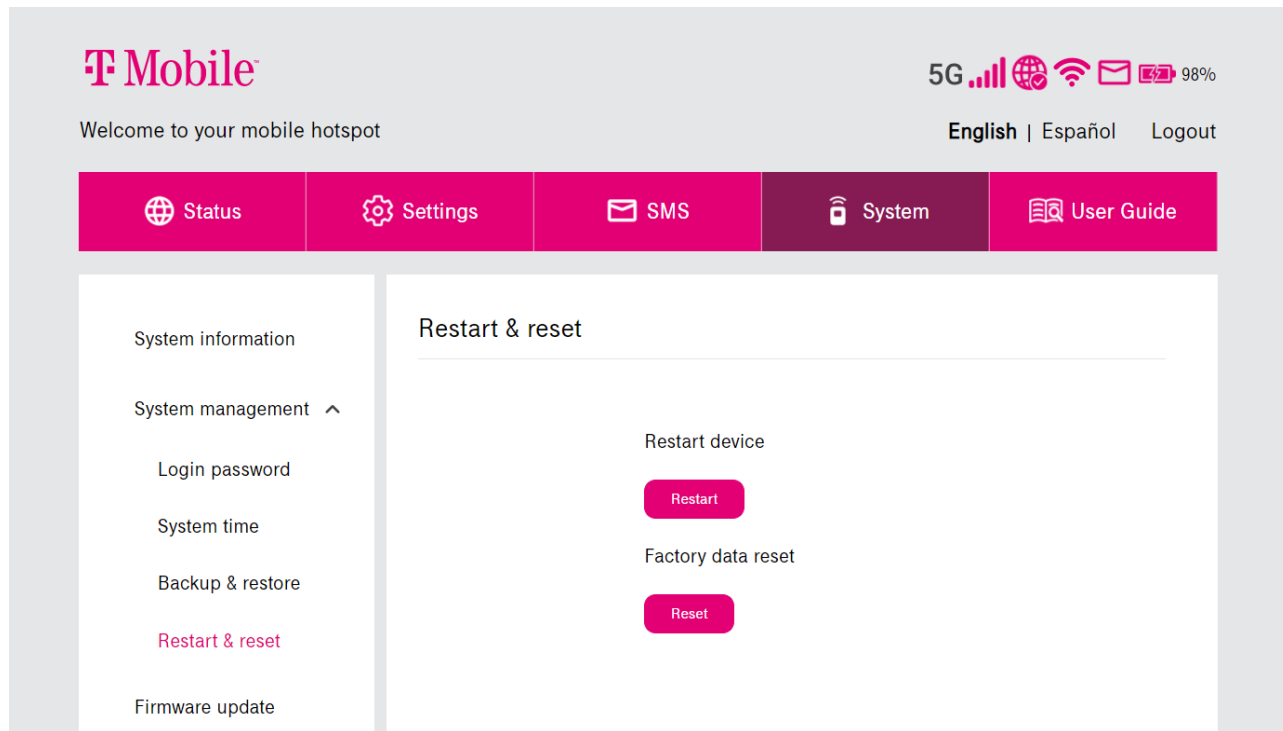 T Mobile™
5G 98%
Welcome to your mobile hotspot
English | Español Logout
Status Settings SMS System User Guide
System information
System management
Login password
System time
Backup & restore
Restart & reset
Firmware update
Restart & reset
Restart device
Restart
Factory data reset
Reset